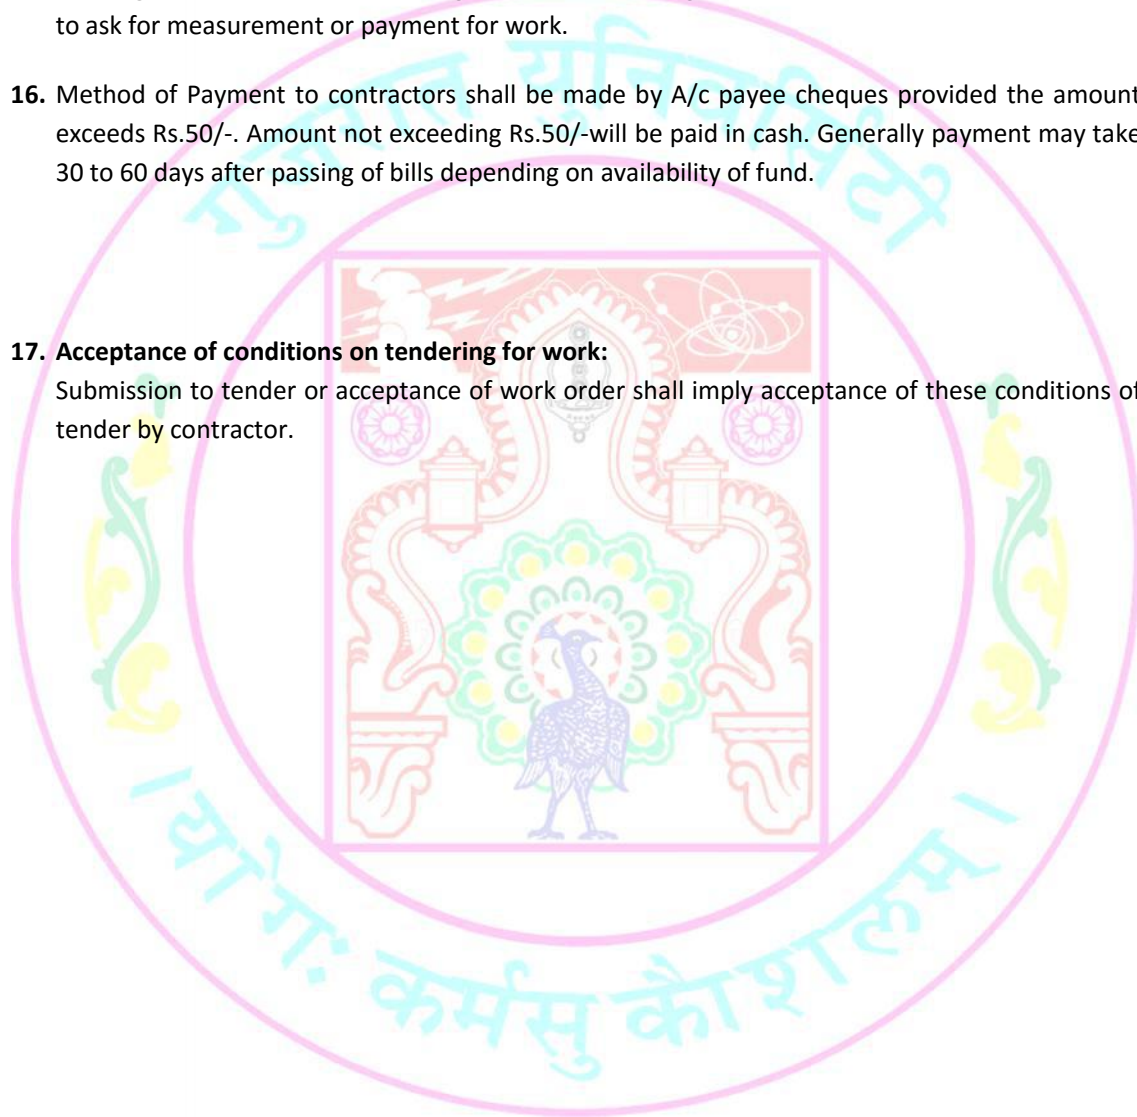 to ask for measurement or payment for work.
16. Method of Payment to contractors shall be made by A/c payee cheques provided the amount
exceeds Rs.50/-. Amount not exceeding Rs.50/-will be paid in cash. Generally payment may take
30 to 60 days after passing of bills depending on availability of fund.
गुजरात युनिवर्सिटी
17. Acceptance of conditions on tendering for work:
Submission to tender or acceptance of work order shall imply acceptance of these conditions of
tender by contractor.
। योगः कर्मसु कौशलम् ।